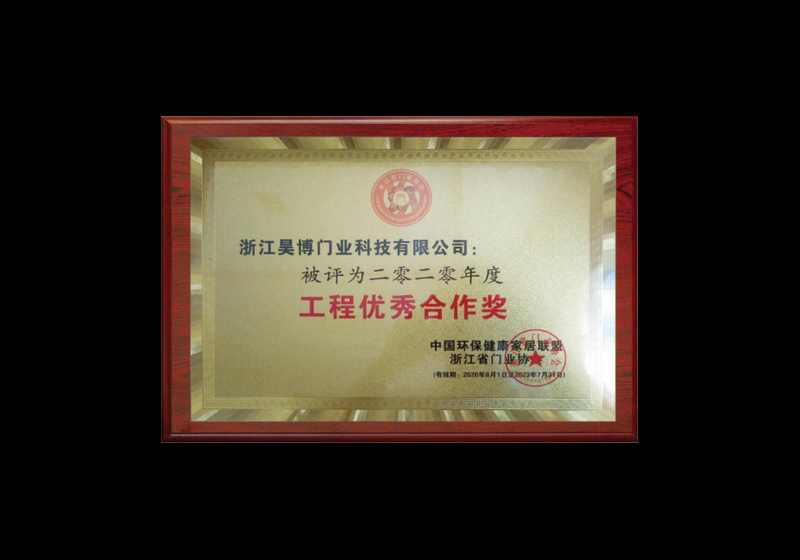 浙江昊博门业科技有限公司：
被评为二零二零年度
工程优秀合作奖
中国环保健康家居联盟
浙江省门业协会
（有效期：2020年8月1日至2023年7月31日）